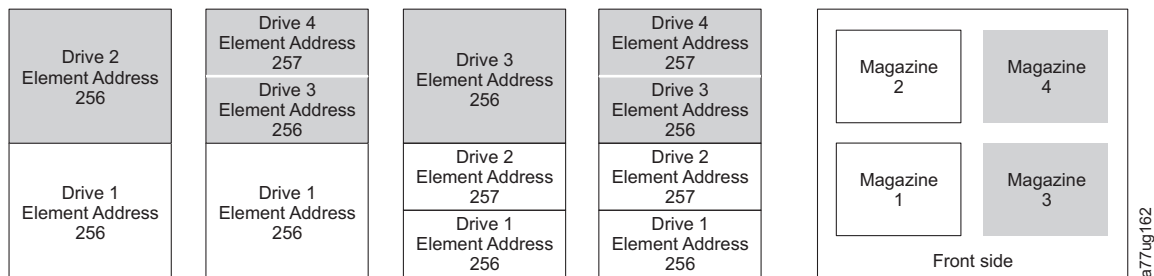 Drive 2
Element Address
256
Drive 1
Element Address
256
Drive 4
Element Address
257
Drive 3
Element Address
256
Drive 1
Element Address
256
Drive 3
Element Address
256
Drive 2
Element Address
257
Drive 1
Element Address
256
Drive 4
Element Address
257
Drive 3
Element Address
256
Drive 2
Element Address
257
Drive 1
Element Address
256
Magazine
2
Magazine
4
Magazine
1
Magazine
3
Front side
a77ug162